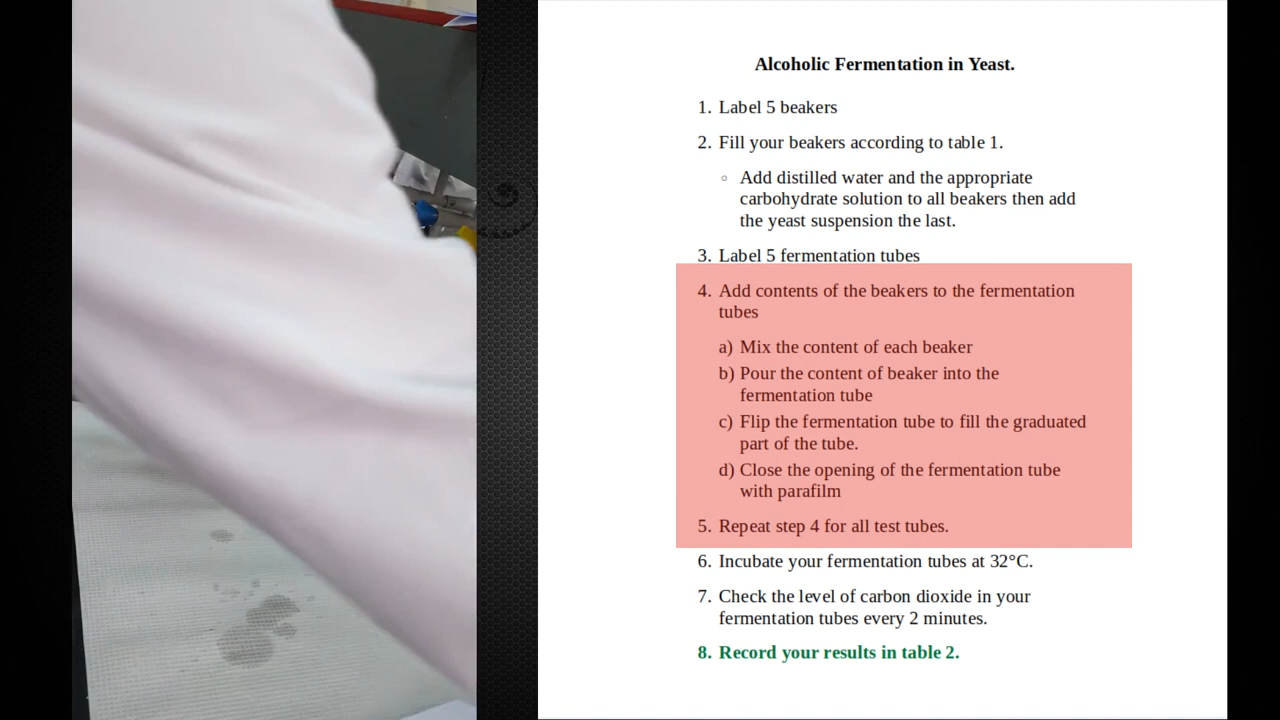 Alcoholic Fermentation in Yeast.
1. Label 5 beakers
2. Fill your beakers according to table 1.
○ Add distilled water and the appropriate
carbohydrate solution to all beakers then add
the yeast suspension the last.
3. Label 5 fermentation tubes
4. Add contents of the beakers to the fermentation
tubes
a) Mix the content of each beaker
b) Pour the content of beaker into the
fermentation tube
c) Flip the fermentation tube to fill the graduated
part of the tube.
d) Close the opening of the fermentation tube
with parafilm
5. Repeat step 4 for all test tubes.
6. Incubate your fermentation tubes at 32°C.
7. Check the level of carbon dioxide in your
fermentation tubes every 2 minutes.
8. Record your results in table 2.